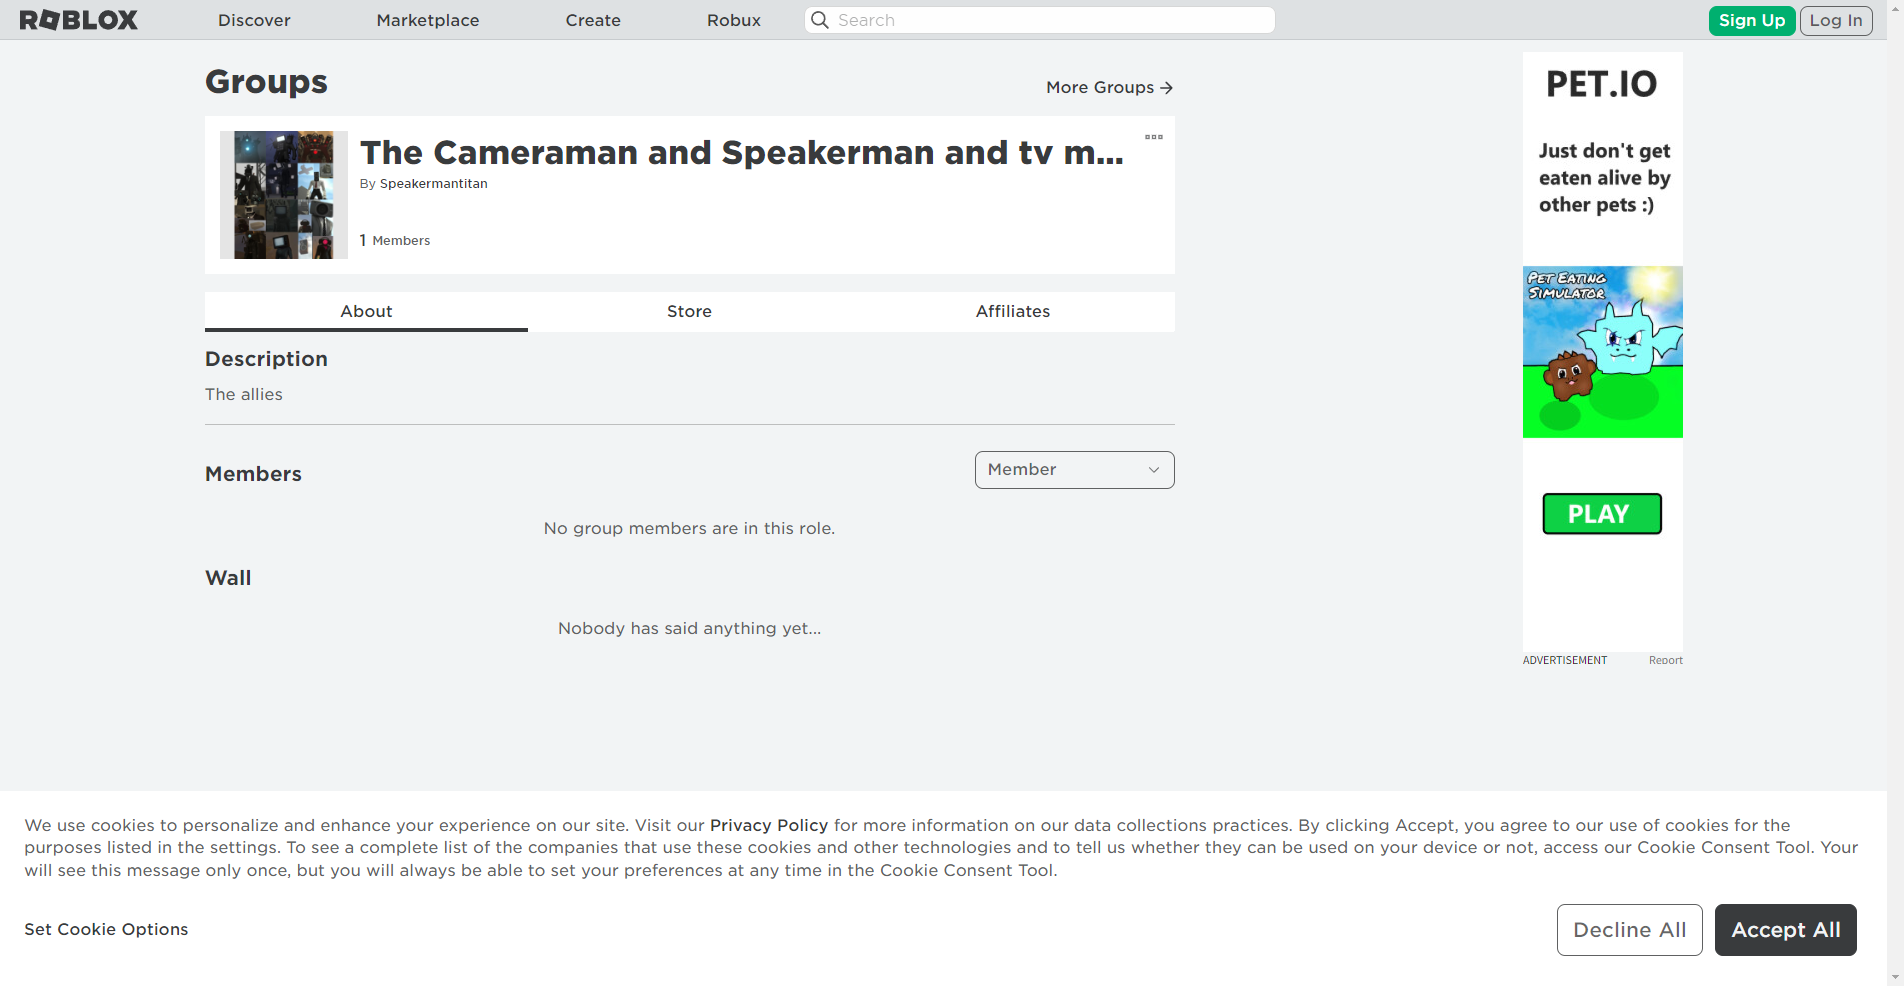 ROBLOX
Discover
Marketplace
Create
Robux
Search
Sign Up
Log In
Groups
More Groups
The Cameraman and Speakerman and tv m...
By Speakermantitan
1 Members
About
Store
Affiliates
Description
The allies
Members
Member
No group members are in this role.
Wall
Nobody has said anything yet...
PET.IO
Just don't get
eaten alive by
other pets :)
PET EATING
SIMULATOR
PLAY
ADVERTISEMENT
Report
We use cookies to personalize and enhance your experience on our site. Visit our Privacy Policy for more information on our data collections practices. By clicking Accept, you agree to our use of cookies for the
purposes listed in the settings. To see a complete list of the companies that use these cookies and other technologies and to tell us whether they can be used on your device or not, access our Cookie Consent Tool. Your
will see this message only once, but you will always be able to set your preferences at any time in the Cookie Consent Tool.
Set Cookie Options
Decline All
Accept All